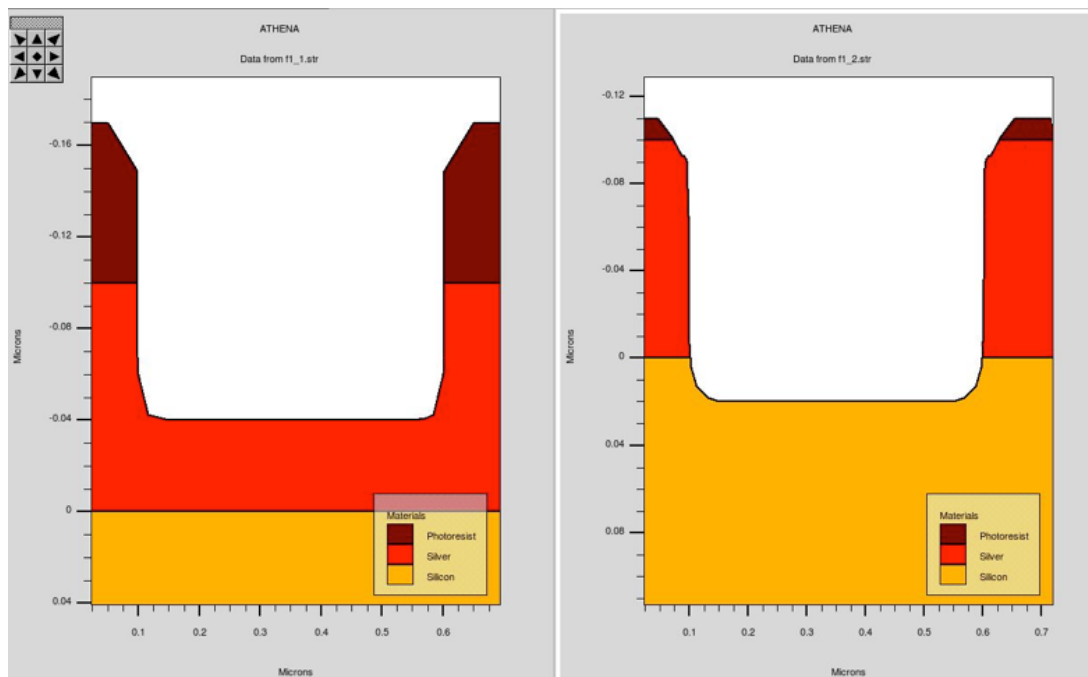 ATHENA
Data from f1_1.str
Microns
-0.16
-0.12
-0.08
-0.04
0
0.04
0.1
0.2
0.3
0.4
0.5
0.6
Microns
Materials
Photoresist
Silver
Silicon
ATHENA
Data from f1_2.str
Microns
-0.12
-0.08
-0.04
0
0.04
0.08
0.1
0.2
0.3
0.4
0.5
0.6
0.7
Microns
Materials
Photoresist
Silver
Silicon